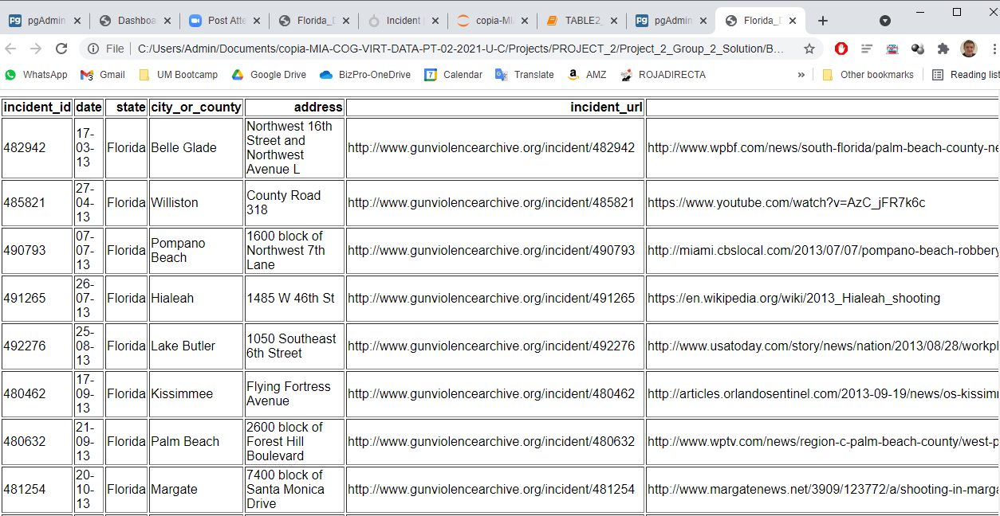 pgAdmin Dashboa Post Atte Florida_D Incident copia-MI TABLE2_ pgAdmin Florida_D
File C:/Users/Admin/Documents/copia-MIA-COG-VIRT-DATA-PT-02-2021-U-C/Projects/PROJECT_2/Project_2_Group_2_Solution/B...
WhatsApp Gmail UM Bootcamp Google Drive BizPro-OneDrive 7 Calendar Translate AMZ ROJADIRECTA » Other bookmarks Reading list
incident_id date state city_or_county address incident_url
482942 17-03-13 Florida Belle Glade Northwest 16th Street and Northwest Avenue L http://www.gunviolencearchive.org/incident/482942 http://www.wpbf.com/news/south-florida/palm-beach-county-ne
485821 27-04-13 Florida Williston County Road 318 http://www.gunviolencearchive.org/incident/485821 https://www.youtube.com/watch?v=AzC_jFR7k6c
490793 07-07-13 Florida Pompano Beach 1600 block of Northwest 7th Lane http://www.gunviolencearchive.org/incident/490793 http://miami.cbslocal.com/2013/07/07/pompano-beach-robbery
491265 26-07-13 Florida Hialeah 1485 W 46th St http://www.gunviolencearchive.org/incident/491265 https://en.wikipedia.org/wiki/2013_Hialeah_shooting
492276 25-08-13 Florida Lake Butler 1050 Southeast 6th Street http://www.gunviolencearchive.org/incident/492276 http://www.usatoday.com/story/news/nation/2013/08/28/workpl
480462 17-09-13 Florida Kissimmee Flying Fortress Avenue http://www.gunviolencearchive.org/incident/480462 http://articles.orlandosentinel.com/2013-09-19/news/os-kissimm
480632 21-09-13 Florida Palm Beach 2600 block of Forest Hill Boulevard http://www.gunviolencearchive.org/incident/480632 http://www.wptv.com/news/region-c-palm-beach-county/west-p
481254 20-10-13 Florida Margate 7400 block of Santa Monica Drive http://www.gunviolencearchive.org/incident/481254 http://www.margatenews.net/3909/123772/a/shooting-in-marga